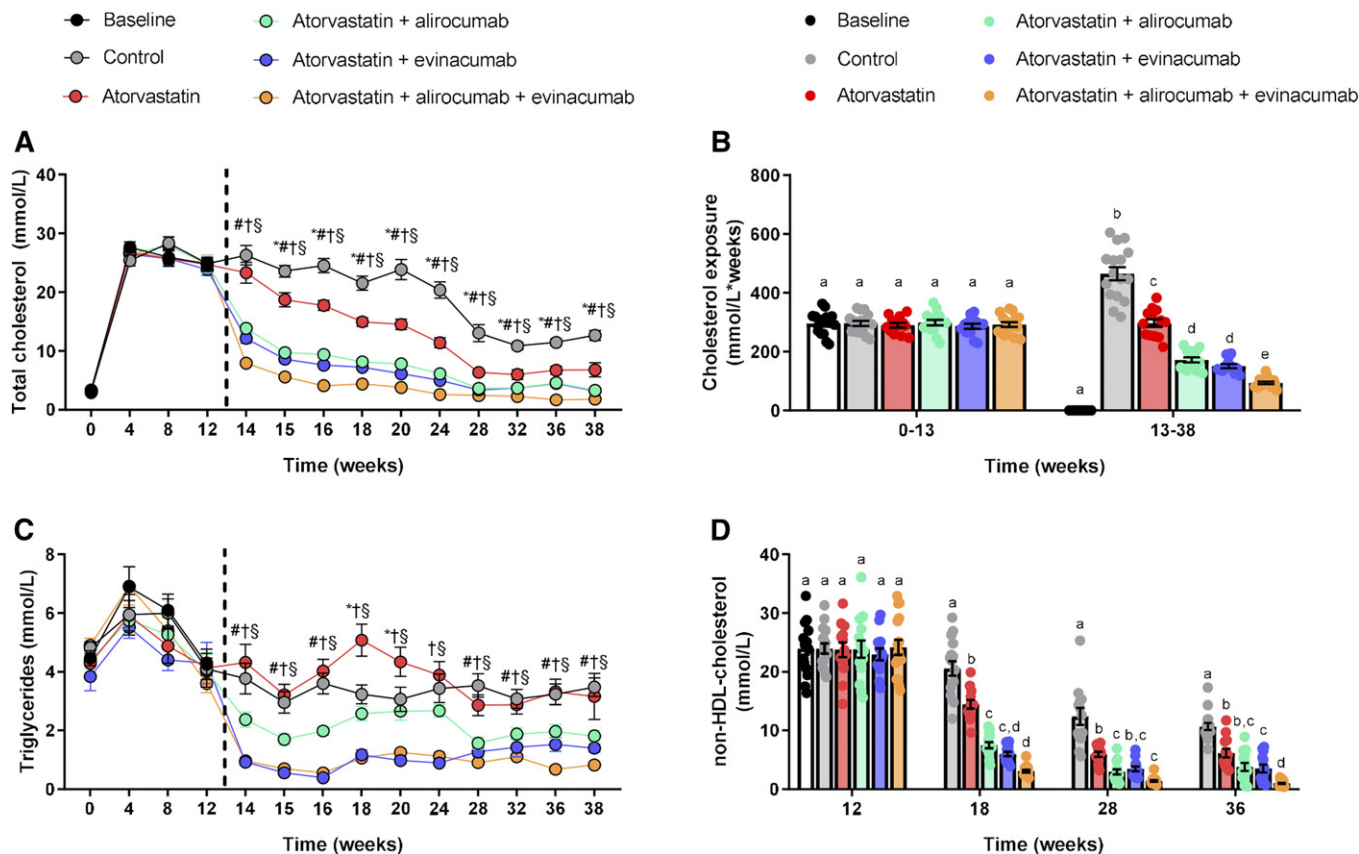 Baseline
Control
Atorvastatin
Atorvastatin + alirocumab
Atorvastatin + evinacumab
Atorvastatin + alirocumab + evinacumab
Baseline
Control
Atorvastatin
Atorvastatin + alirocumab
Atorvastatin + evinacumab
Atorvastatin + alirocumab + evinacumab
A
Total cholesterol (mmol/L)
40
30
20
10
0
#†§ *#†§ *#†§ *#†§ *#†§ *#†§ *#†§ *#†§ *#†§ *#†§
0 4 8 12 14 15 16 18 20 24 28 32 36 38
Time (weeks)
B
Cholesterol exposure
(mmol/L*weeks)
800
600
400
200
0
a a a a a a
a b c d d e
0-13 13-38
Time (weeks)
C
Triglycerides (mmol/L)
8
6
4
2
0
#†§ #†§ #†§ *†§ *†§ †§ #†§ #†§ #†§ #†§
0 4 8 12 14 15 16 18 20 24 28 32 36 38
Time (weeks)
D
non-HDL-cholesterol
(mmol/L)
40
30
20
10
0
a a a a a a
a b c c,d d
a b c b,c c
a b b,c c d
12 18 28 36
Time (weeks)